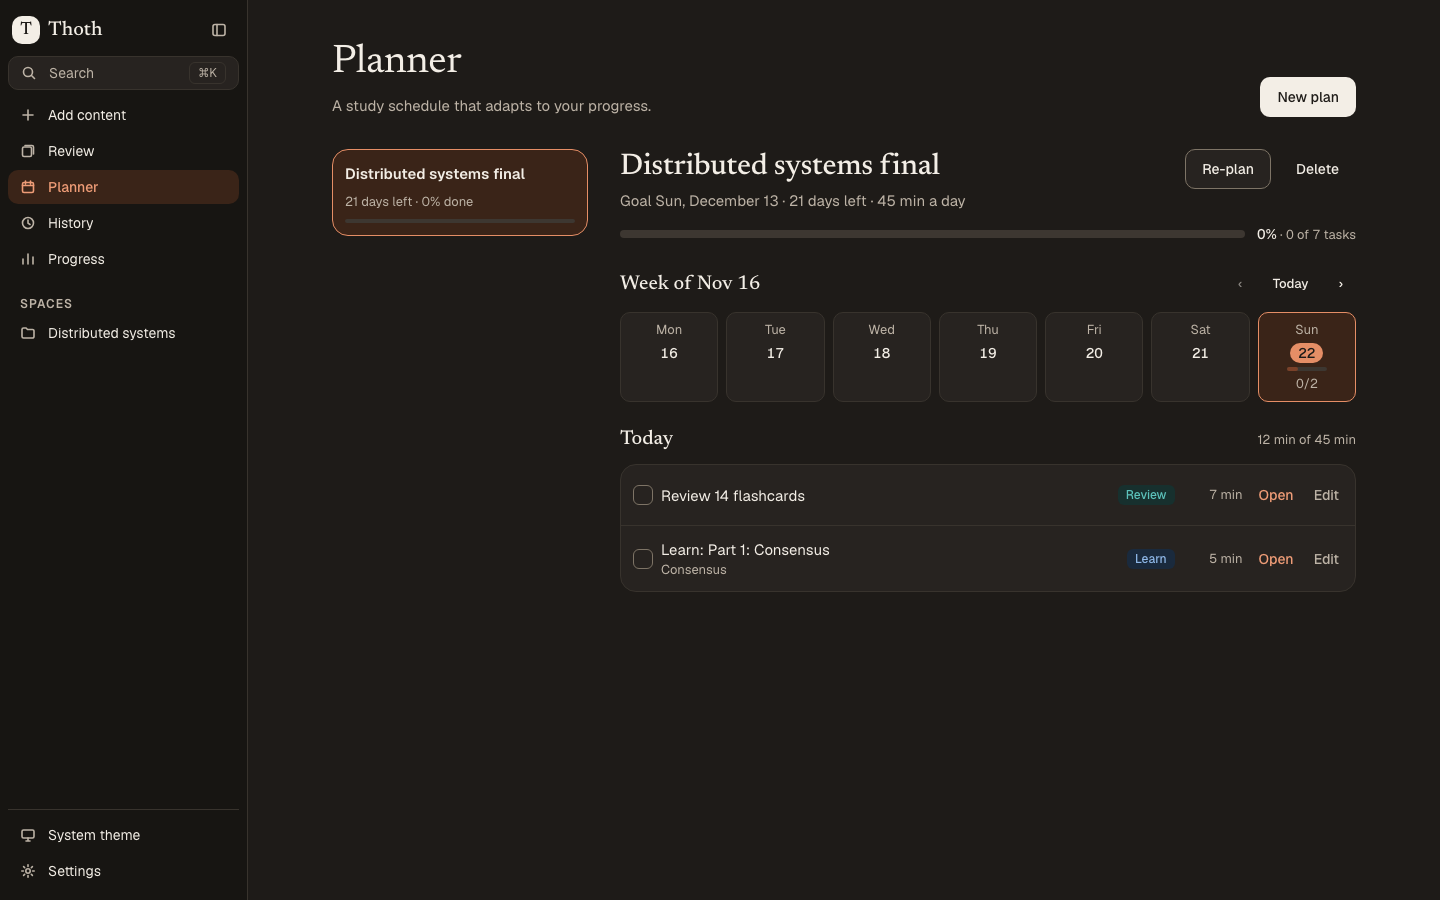 T Thoth
Search ⌘K
Add content
Review
Planner
History
Progress
SPACES
Distributed systems
System theme
Settings
Planner
A study schedule that adapts to your progress.
New plan
Distributed systems final
21 days left · 0% done
Distributed systems final
Re-plan Delete
Goal Sun, December 13 · 21 days left · 45 min a day
0% · 0 of 7 tasks
Week of Nov 16
‹ Today ›
Mon Tue Wed Thu Fri Sat Sun
16 17 18 19 20 21 22
0/2
Today 12 min of 45 min
Review 14 flashcards Review 7 min Open Edit
Learn: Part 1: Consensus Learn 5 min Open Edit
Consensus